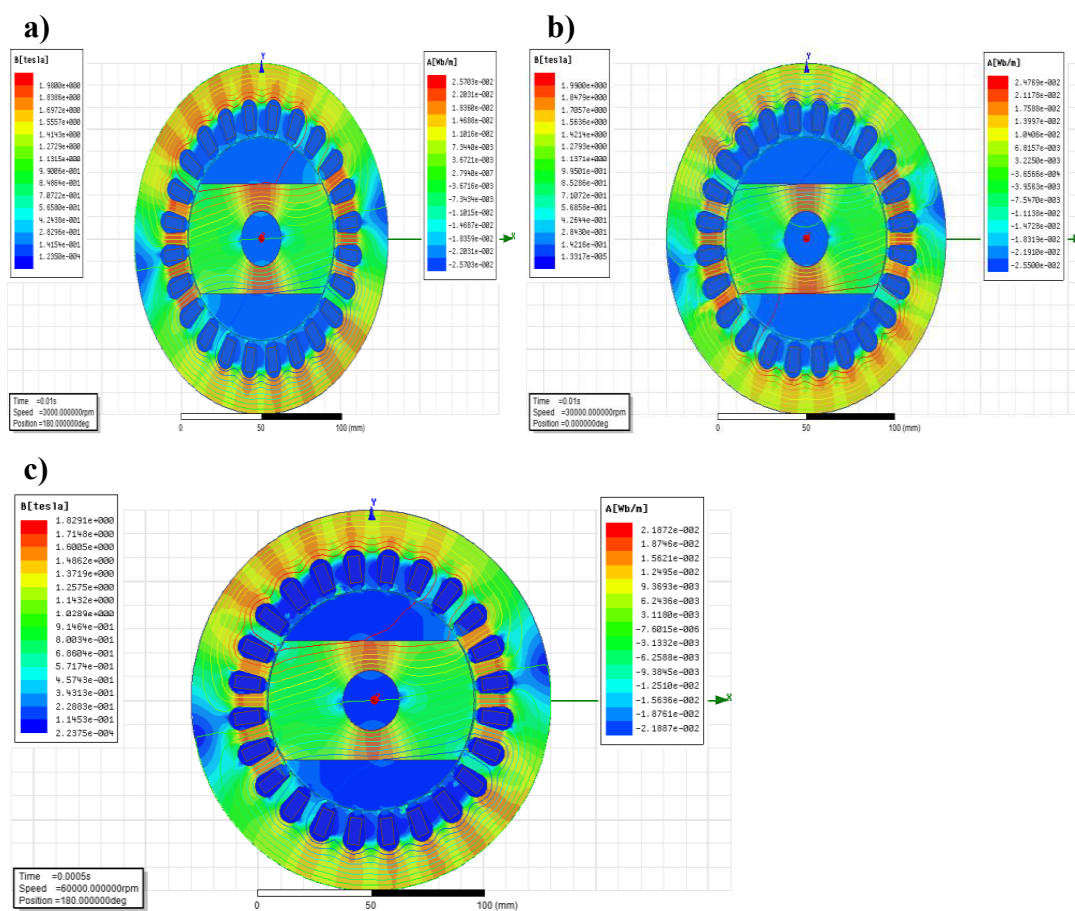 a)
B[tesla]
1.9800e+000
1.8386e+000
1.6972e+000
1.5557e+000
1.4143e+000
1.2729e+000
1.1315e+000
9.9006e-001
8.4864e-001
7.0722e-001
5.6580e-001
4.2438e-001
2.8296e-001
1.4154e-001
1.2350e-004
Y
X
A[Wb/m]
2.5703e-002
2.2031e-002
1.8360e-002
1.4688e-002
1.1016e-002
7.3440e-003
3.6721e-003
2.7940e-007
-3.6716e-003
-7.3434e-003
-1.1015e-002
-1.4687e-002
-1.8359e-002
-2.2031e-002
-2.5703e-002
Time =0.01s
Speed =3000.000000rpm
Position =180.000000deg
0 50 100 (mm)
b)
B[tesla]
1.9900e+000
1.8479e+000
1.7057e+000
1.5636e+000
1.4214e+000
1.2793e+000
1.1371e+000
9.9501e-001
8.5286e-001
7.1072e-001
5.6858e-001
4.2644e-001
2.8430e-001
1.4216e-001
1.3317e-005
Y
A[Wb/m]
2.4769e-002
2.1178e-002
1.7588e-002
1.3997e-002
1.0406e-002
6.8157e-003
3.2250e-003
-3.6566e-004
-3.9563e-003
-7.5470e-003
-1.1138e-002
-1.4728e-002
-1.8319e-002
-2.1910e-002
-2.5500e-002
Time =0.01s
Speed =30000.000000rpm
Position =0.000000deg
0 50 100 (mm)
c)
B[tesla]
1.8291e+000
1.7148e+000
1.6005e+000
1.4862e+000
1.3719e+000
1.2575e+000
1.1432e+000
1.0289e+000
9.1464e-001
8.0034e-001
6.8604e-001
5.7174e-001
4.5743e-001
3.4313e-001
2.2883e-001
1.1453e-001
2.2375e-004
Y
X
A[Wb/m]
2.1872e-002
1.8746e-002
1.5621e-002
1.2495e-002
9.3693e-003
6.2436e-003
3.1180e-003
-7.6015e-006
-3.1332e-003
-6.2588e-003
-9.3845e-003
-1.2510e-002
-1.5636e-002
-1.8761e-002
-2.1887e-002
Time =0.0005s
Speed =60000.000000rpm
Position =180.000000deg
0 50 100 (mm)